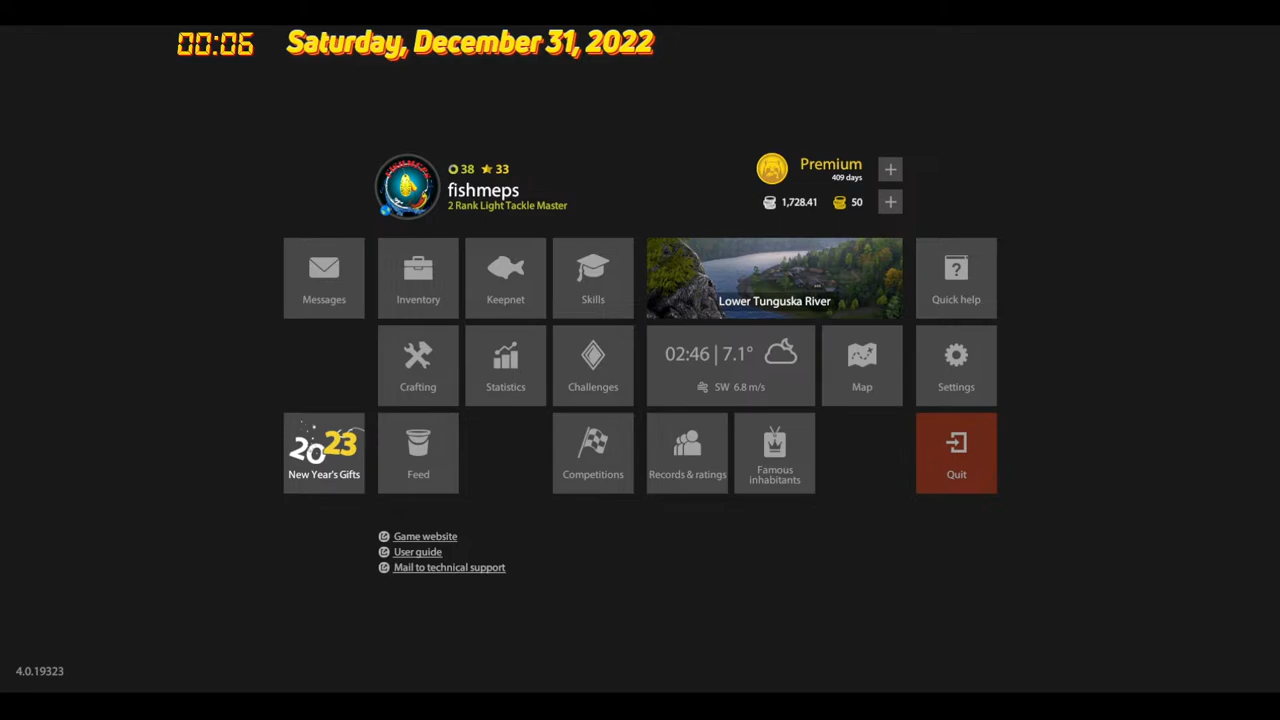 00:06 Saturday, December 31, 2022
38 33
fishmeps
2 Rank Light Tackle Master
Premium
409 days
1,728.41 50
Messages Inventory Keepnet Skills Lower Tunguska River Quick help
02:46 | 7.1°
SW 6.8 m/s
Crafting Statistics Challenges Map Settings
2023
New Year's Gifts Feed Competitions Records & ratings Famous
inhabitants Quit
Game website
User guide
Mail to technical support
4.0.19323